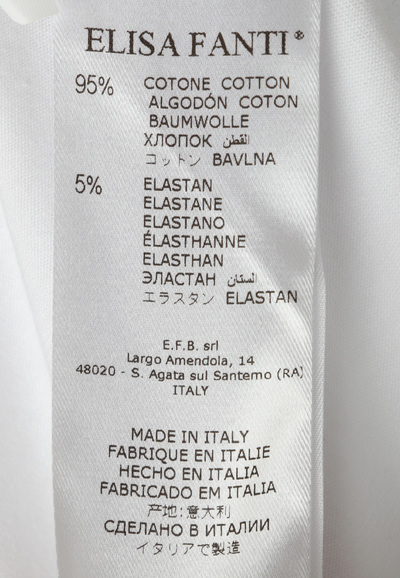 ELISA FANTI®
95% COTONE COTTON
ALGODÓN COTON
BAUMWOLLE
ХЛОПОК القطن
コットン BAVLNA
5% ELASTAN
ELASTANE
ELASTANO
ÉLASTHANNE
ELASTHAN
ЭЛАСТАН الستان
エラスタン ELASTAN
E.F.B. srl
Largo Amendola, 14
48020 - S. Agata sul Santerno (RA)
ITALY
MADE IN ITALY
FABRIQUE EN ITALIE
HECHO EN ITALIA
FABRICADO EM ITALIA
产地:意大利
СДЕЛАНО В ИТАЛИИ
イタリアで製造